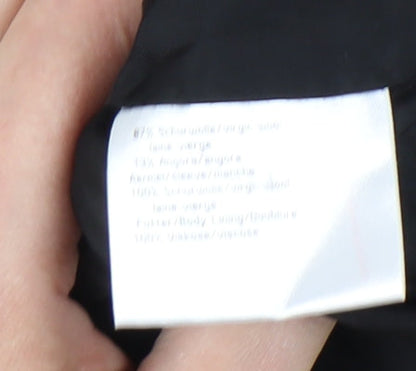 87% Schurwolle/virgin wool
laine vierge
13% Angora/angora
Aermel/sleeve/manche
100% Schurwolle/virgin wool
laine vierge
Futter/Body Lining/Doublure
100% Viskose/viscose